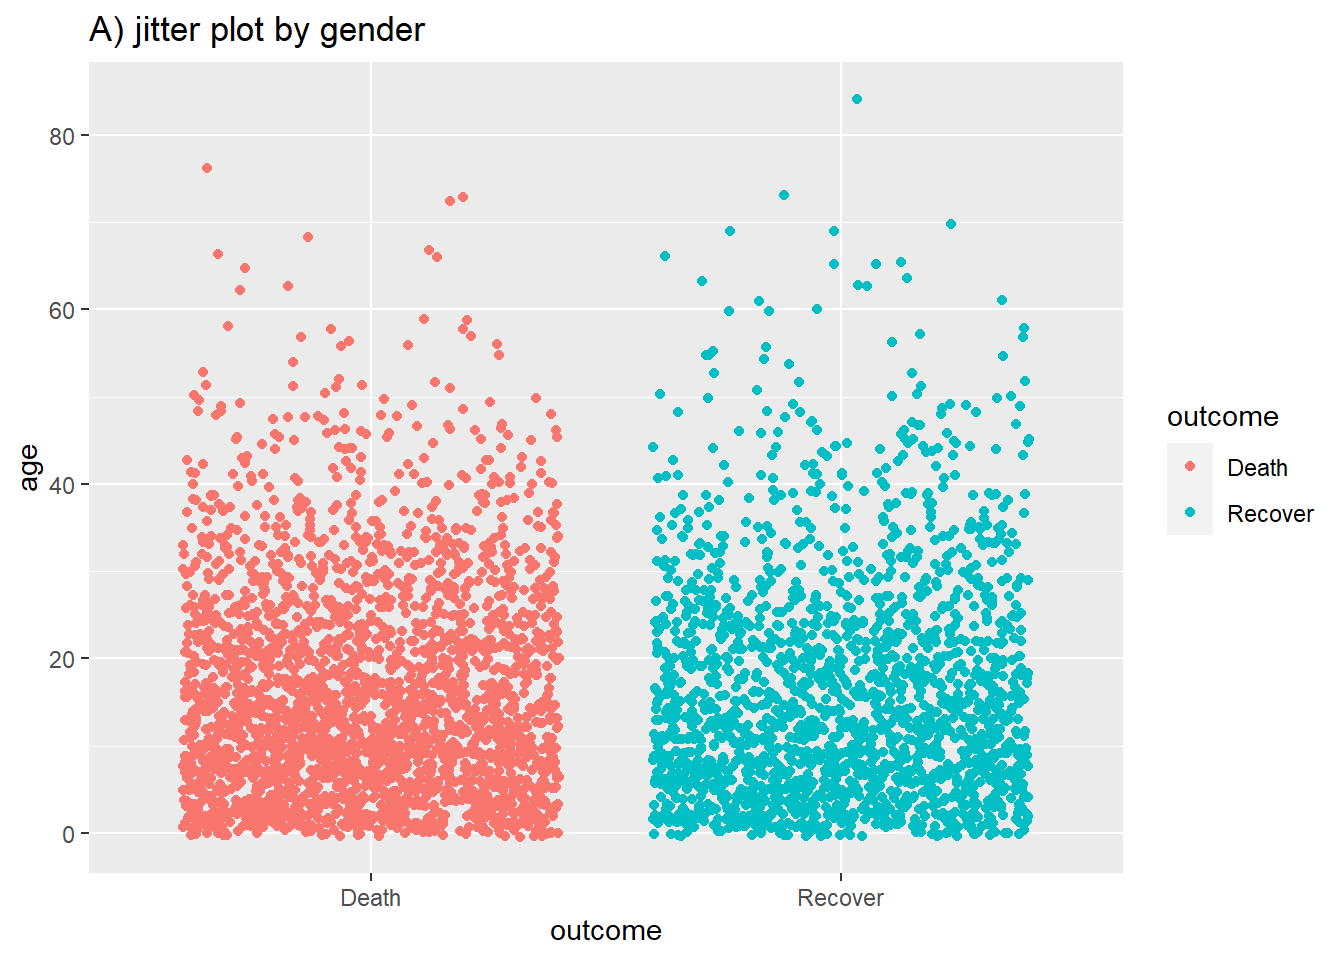 A) jitter plot by gender
80
60
40
20
0
age
Death
Recover
outcome
outcome
Death
Recover